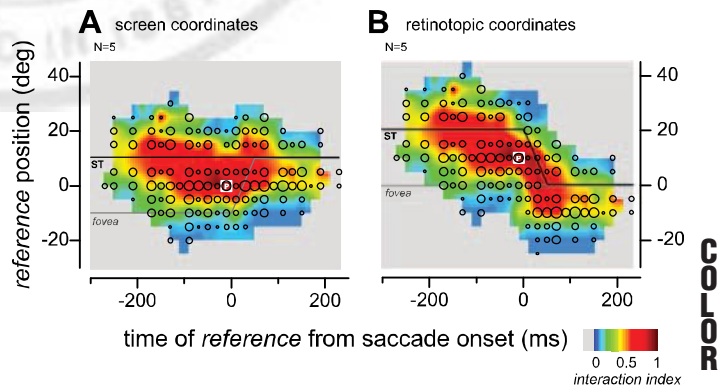 A screen coordinates
B retinotopic coordinates
N=5
N=5
reference position (deg)
40
20
0
-20
ST
fovea
P
-200 0 200
ST
fovea
P
-200 0 200
40
20
0
-20
time of reference from saccade onset (ms)
0 0.5 1
interaction index
COLOR